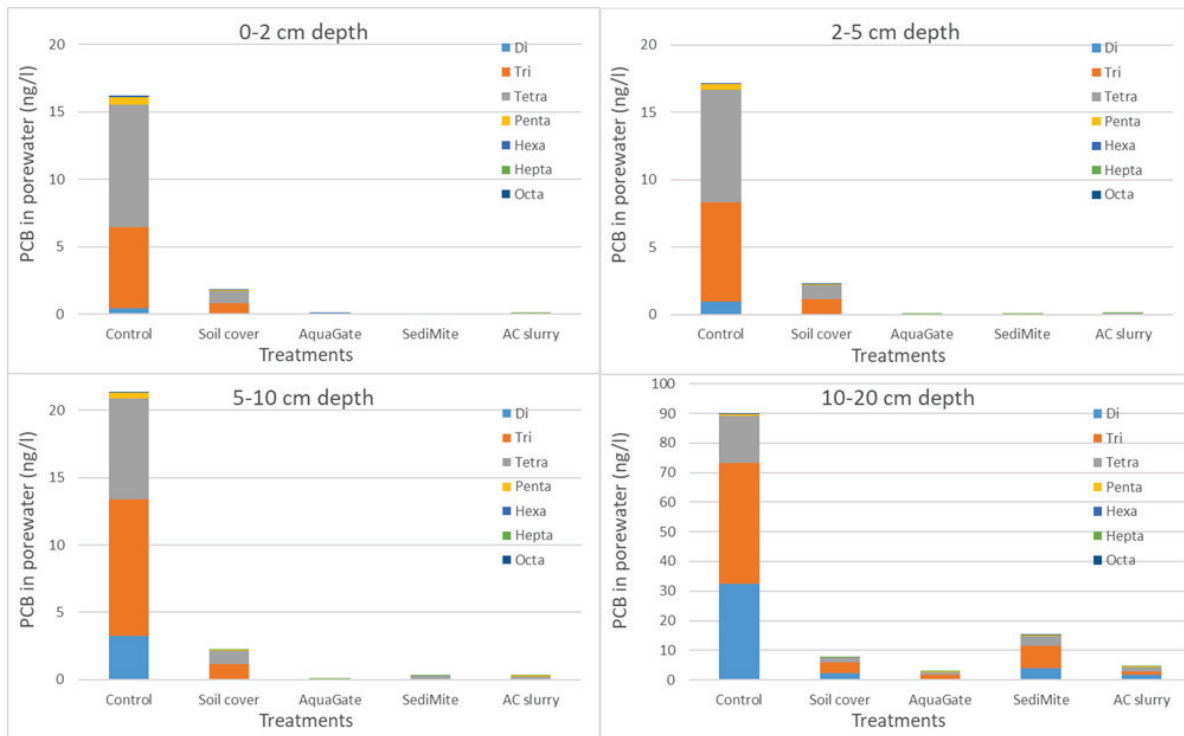 0-2 cm depth
PCB in porewater (ng/l)
20
15
10
5
0
Di
Tri
Tetra
Penta
Hexa
Hepta
Octa
Control Soil cover AquaGate SediMite AC slurry
Treatments
2-5 cm depth
PCB in porewater (ng/l)
20
15
10
5
0
Di
Tri
Tetra
Penta
Hexa
Hepta
Octa
Control Soil cover AquaGate SediMite AC slurry
Treatments
5-10 cm depth
PCB in porewater (ng/l)
20
15
10
5
0
Di
Tri
Tetra
Penta
Hexa
Hepta
Octa
Control Soil cover AquaGate SediMite AC slurry
Treatments
10-20 cm depth
PCB in porewater (ng/l)
100
90
80
70
60
50
40
30
20
10
0
Di
Tri
Tetra
Penta
Hexa
Hepta
Octa
Control Soil cover AquaGate SediMite AC slurry
Treatments